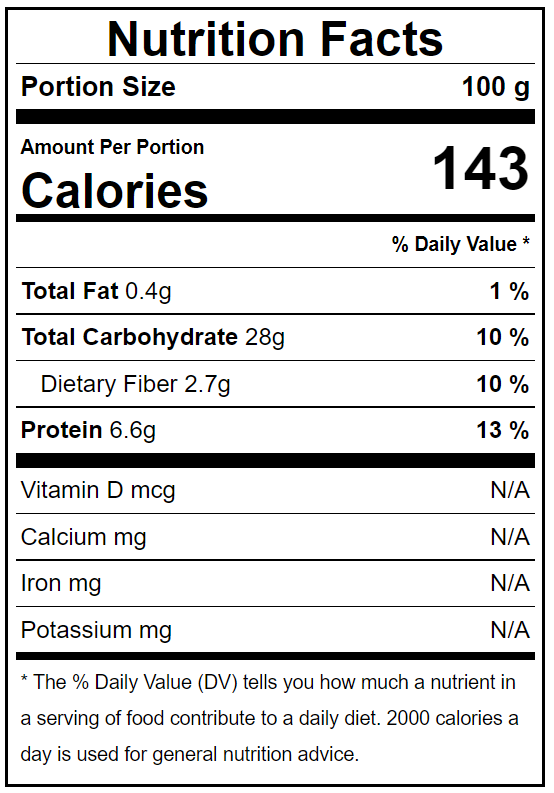 Nutrition Facts
Portion Size 100 g
Amount Per Portion
Calories 143
% Daily Value *
Total Fat 0.4g 1 %
Total Carbohydrate 28g 10 %
Dietary Fiber 2.7g 10 %
Protein 6.6g 13 %
Vitamin D mcg N/A
Calcium mg N/A
Iron mg N/A
Potassium mg N/A
* The % Daily Value (DV) tells you how much a nutrient in
a serving of food contribute to a daily diet. 2000 calories a
day is used for general nutrition advice.